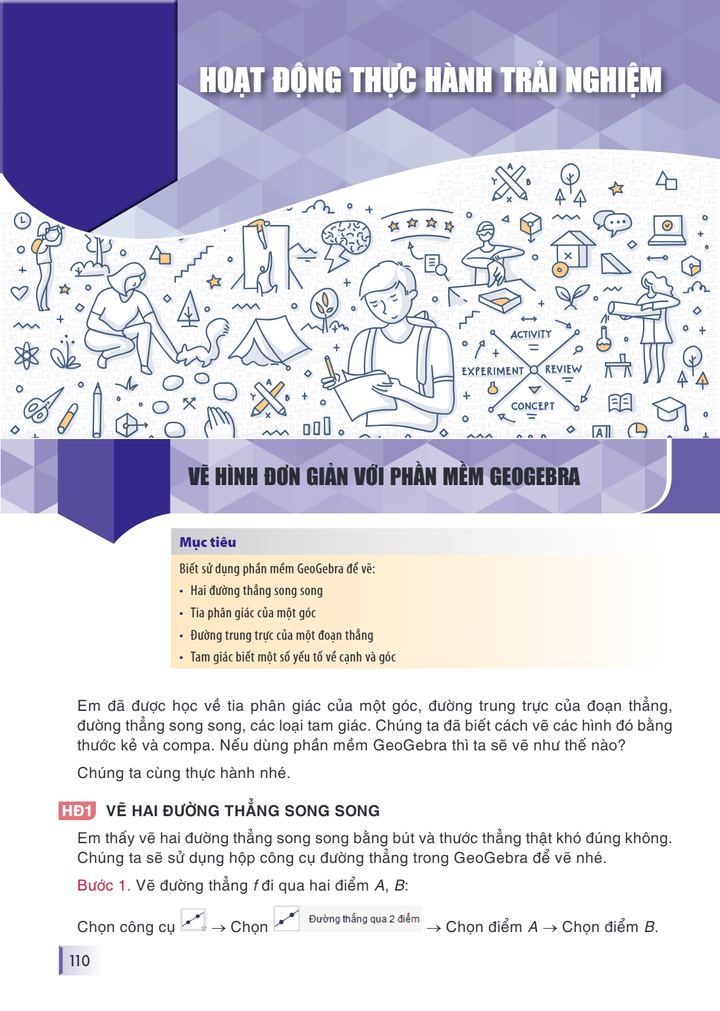 HOẠT ĐỘNG THỰC HÀNH TRẢI NGHIỆM
A
Y
B
X
A
Y
B
X
ACTIVITY
EXPERIMENT
REVIEW
CONCEPT
A
VẼ HÌNH ĐƠN GIẢN VỚI PHẦN MỀM GEOGEBRA
Mục tiêu
Biết sử dụng phần mềm GeoGebra để vẽ:
• Hai đường thẳng song song
• Tia phân giác của một góc
• Đường trung trực của một đoạn thẳng
• Tam giác biết một số yếu tố về cạnh và góc
Em đã được học về tia phân giác của một góc, đường trung trực của đoạn thẳng,
đường thẳng song song, các loại tam giác. Chúng ta đã biết cách vẽ các hình đó bằng
thước kẻ và compa. Nếu dùng phần mềm GeoGebra thì ta sẽ vẽ như thế nào?
Chúng ta cùng thực hành nhé.
HĐ1 VẼ HAI ĐƯỜNG THẲNG SONG SONG
Em thấy vẽ hai đường thẳng song song bằng bút và thước thẳng thật khó đúng không.
Chúng ta sẽ sử dụng hộp công cụ đường thẳng trong GeoGebra để vẽ nhé.
Bước 1. Vẽ đường thẳng f đi qua hai điểm A, B:
Chọn công cụ → Chọn Đường thẳng qua 2 điểm → Chọn điểm A → Chọn điểm B.
110